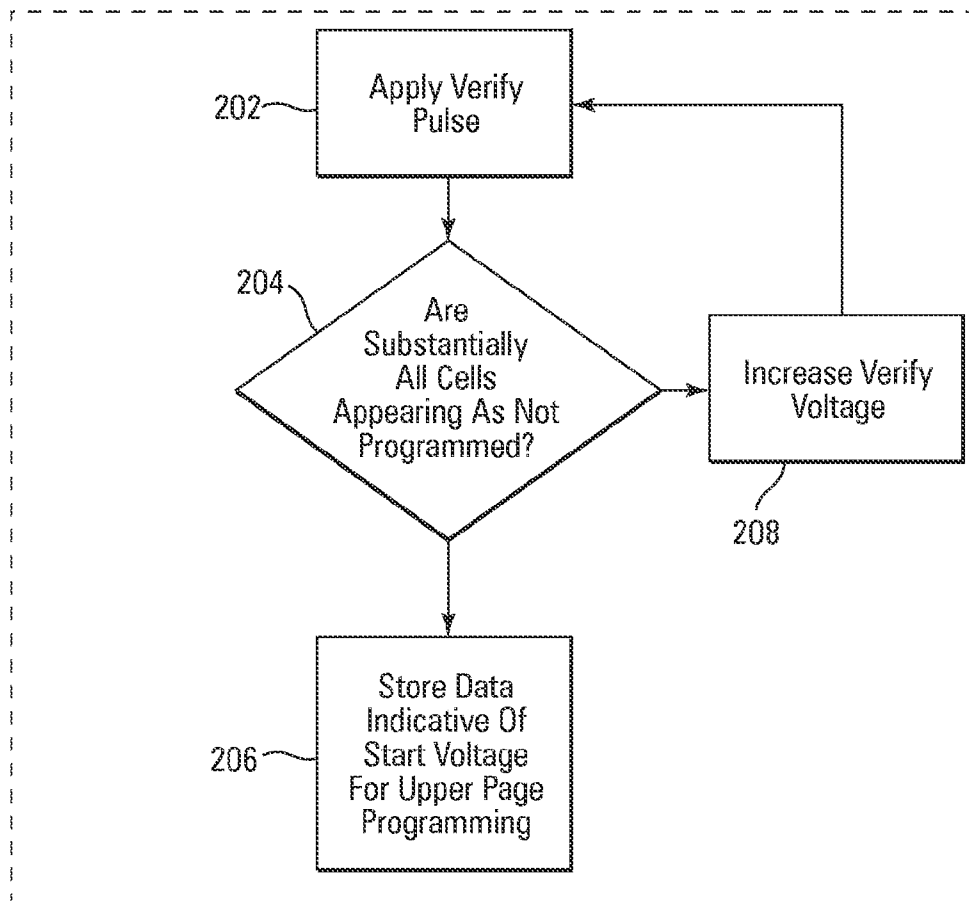 202
Apply Verify
Pulse
204
Are
Substantially
All Cells
Appearing As Not
Programmed?
Increase Verify
Voltage
208
206
Store Data
Indicative Of
Start Voltage
For Upper Page
Programming